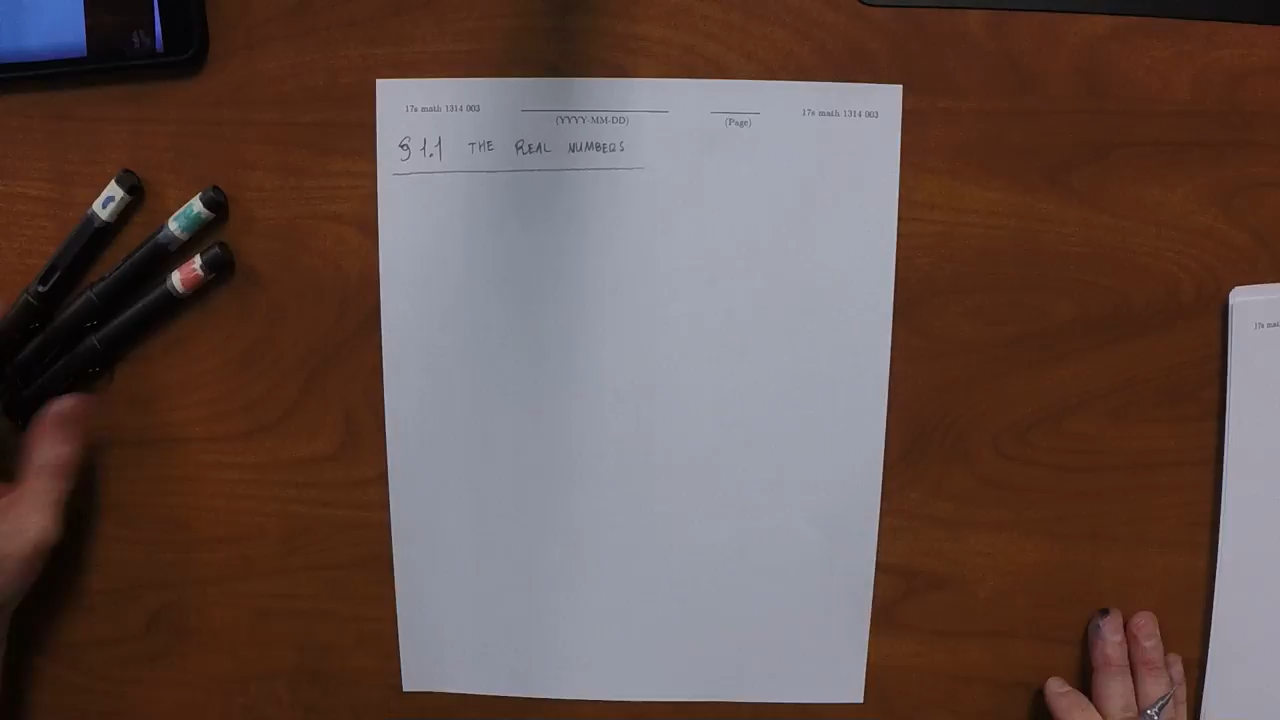 17s math 1314 003
(YYYY-MM-DD)
(Page)
17s math 1314 003
§ 1.1 THE REAL NUMBERS